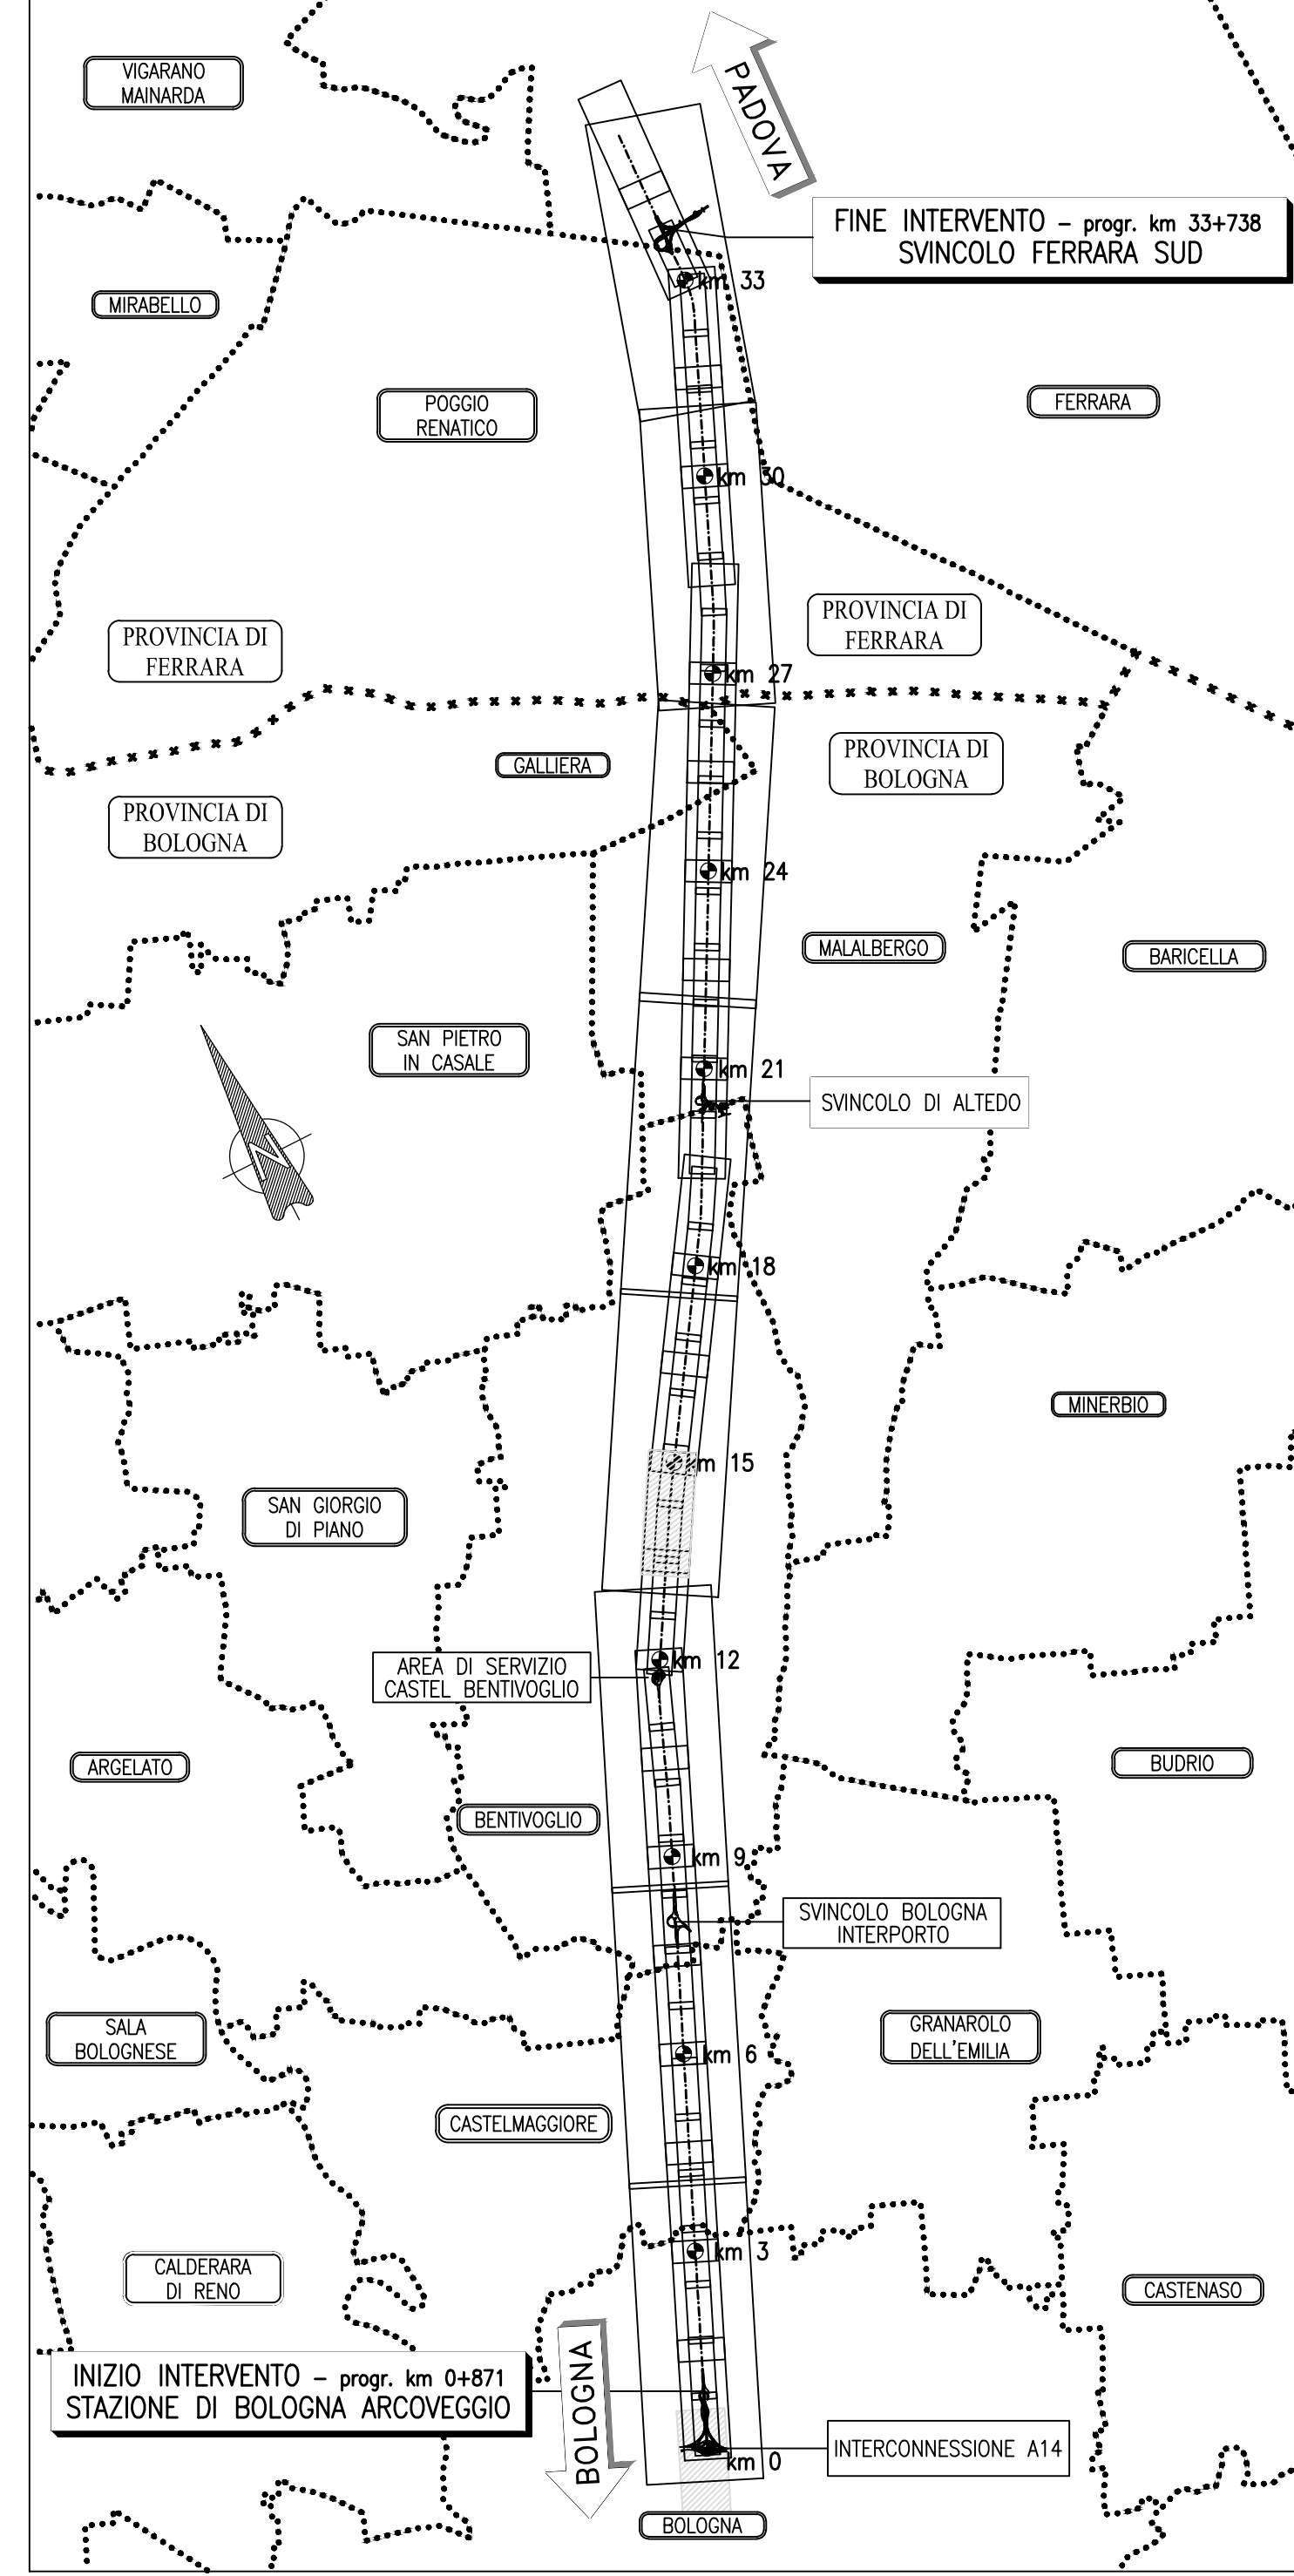 PADOVA
VIGARANO
MAINARDA
FINE INTERVENTO – progr. km 33+738
SVINCOLO FERRARA SUD
km 33
MIRABELLO
POGGIO
RENATICO
FERRARA
km 30
PROVINCIA DI
FERRARA
PROVINCIA DI
FERRARA
km 27
GALLIERA
PROVINCIA DI
BOLOGNA
PROVINCIA DI
BOLOGNA
km 24
MALALBERGO
BARICELLA
SAN PIETRO
IN CASALE
km 21
SVINCOLO DI ALTEDO
N
km 18
MINERBIO
km 15
SAN GIORGIO
DI PIANO
km 12
AREA DI SERVIZIO
CASTEL BENTIVOGLIO
ARGELATO
BUDRIO
BENTIVOGLIO
km 9
SVINCOLO BOLOGNA
INTERPORTO
SALA
BOLOGNESE
GRANAROLO
DELL'EMILIA
km 6
CASTELMAGGIORE
km 3
CALDERARA
DI RENO
CASTENASO
INIZIO INTERVENTO – progr. km 0+871
STAZIONE DI BOLOGNA ARCOVEGGIO
BOLOGNA
INTERCONNESSIONE A14
km 0
BOLOGNA